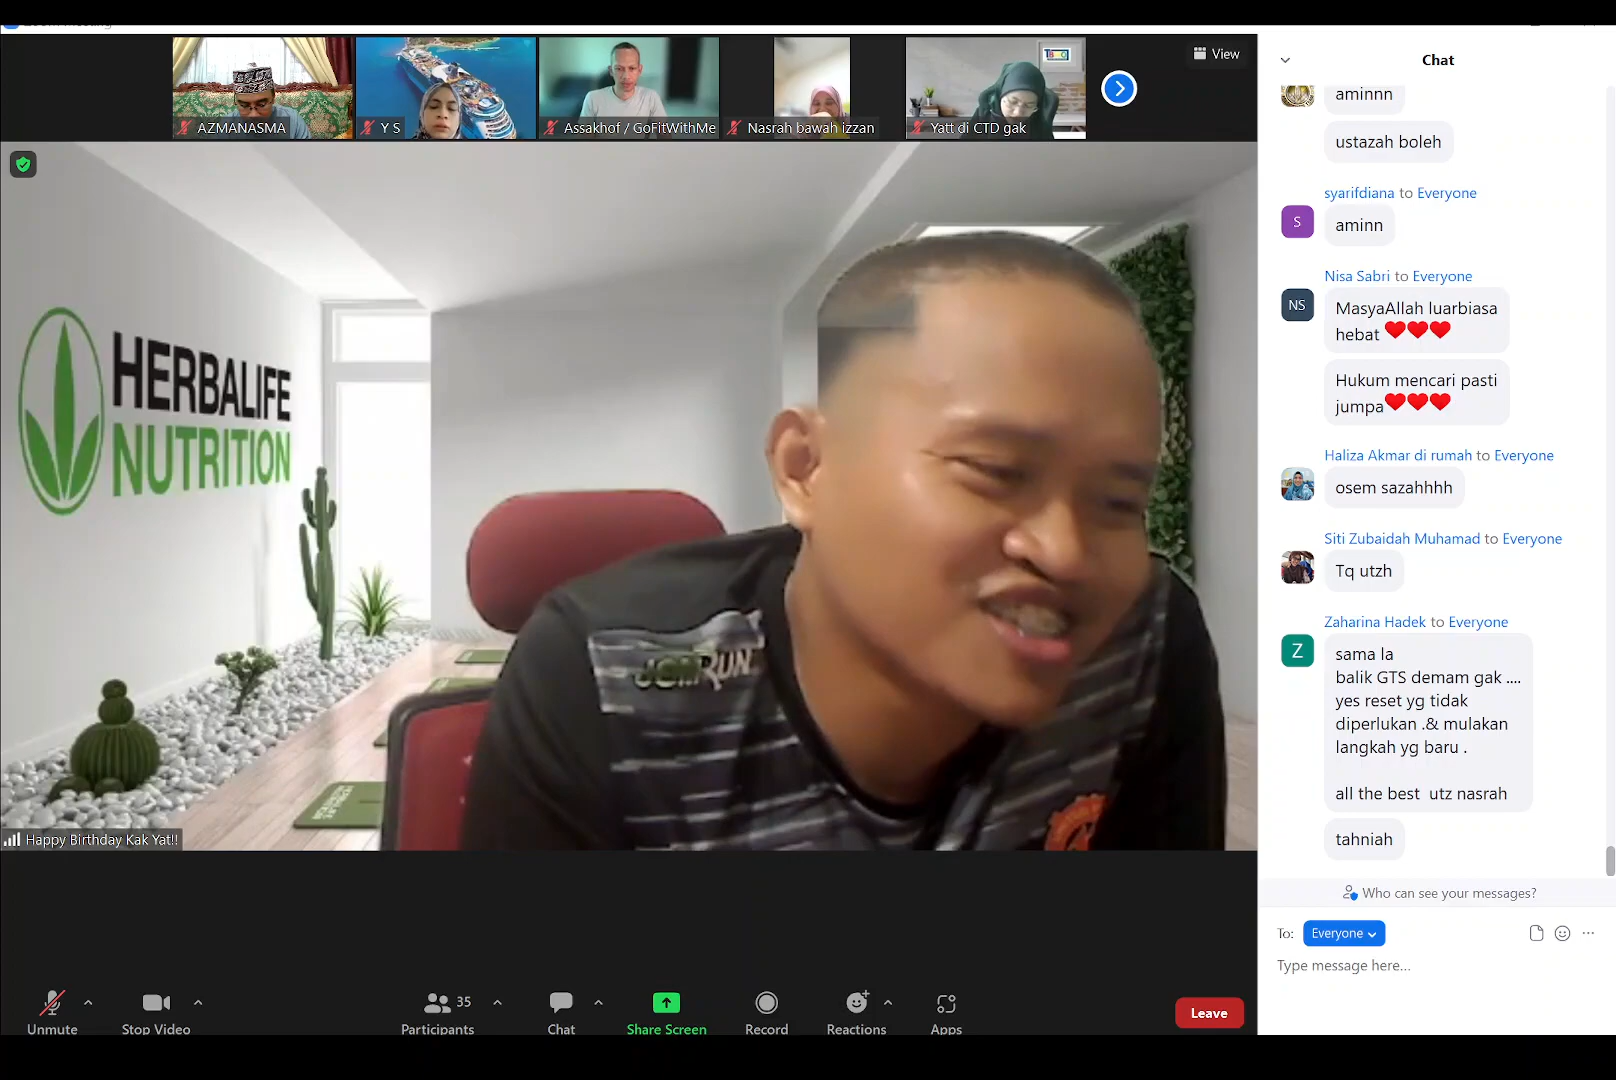 View
AZMANASMA
Y S
Assakhof / GoFitWithMe
Nasrah bawah izzan
Yatt di CTD gak
HERBALIFE
NUTRITION
JOMRUN
Happy Birthday Kak Yat!!
Unmute
Stop Video
35
Participants
Chat
Share Screen
Record
Reactions
Apps
Leave
Chat
aminnn
ustazah boleh
syarifdiana to Everyone
S
aminn
Nisa Sabri to Everyone
NS
MasyaAllah luarbiasa
hebat ❤❤❤
Hukum mencari pasti
jumpa❤❤❤
Haliza Akmar di rumah to Everyone
osem sazahhhh
Siti Zubaidah Muhamad to Everyone
Tq utzh
Zaharina Hadek to Everyone
Z
sama la
balik GTS demam gak ....
yes reset yg tidak
diperlukan .& mulakan
langkah yg baru .
all the best  utz nasrah
tahniah
Who can see your messages?
To: Everyone
Type message here...